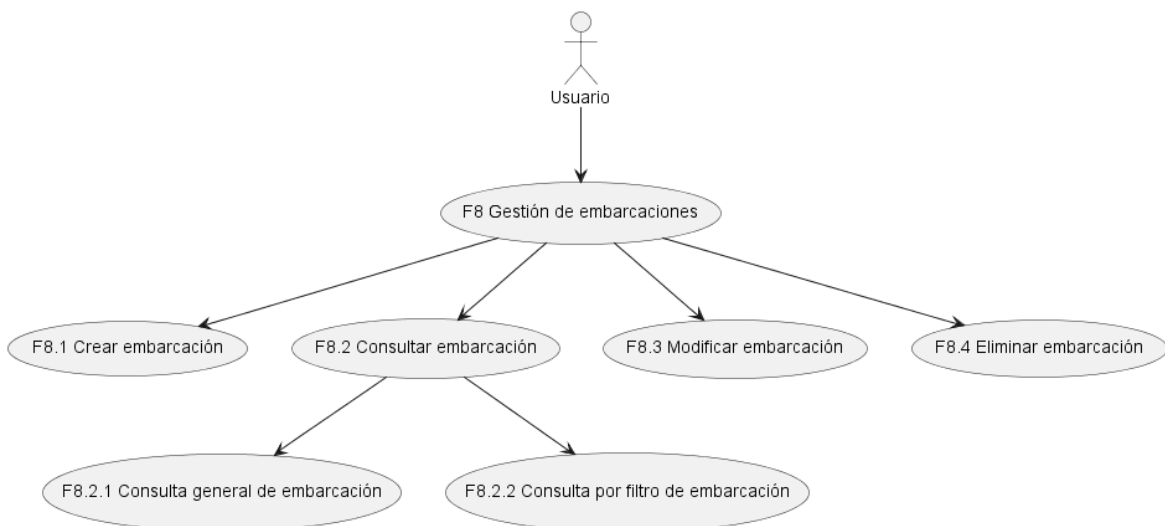 Usuario
F8 Gestión de embarcaciones
F8.1 Crear embarcación
F8.2 Consultar embarcación
F8.3 Modificar embarcación
F8.4 Eliminar embarcación
F8.2.1 Consulta general de embarcación
F8.2.2 Consulta por filtro de embarcación